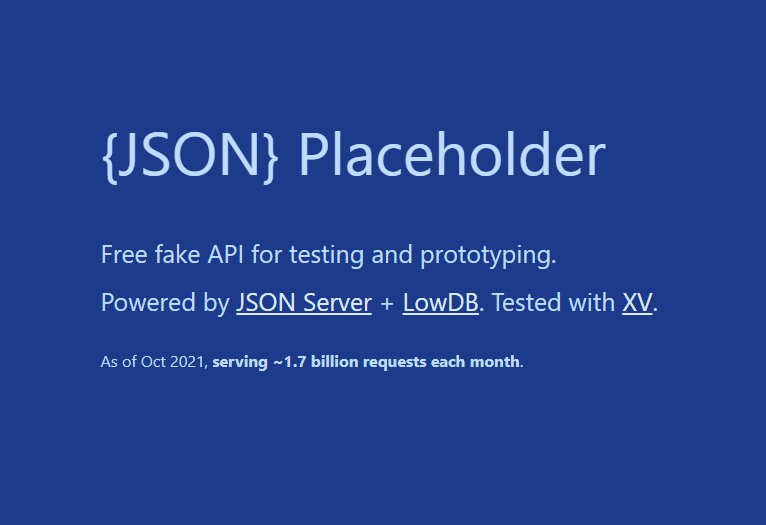 {JSON} Placeholder
Free fake API for testing and prototyping.
Powered by JSON Server + LowDB. Tested with XV.
As of Oct 2021, serving ~1.7 billion requests each month.